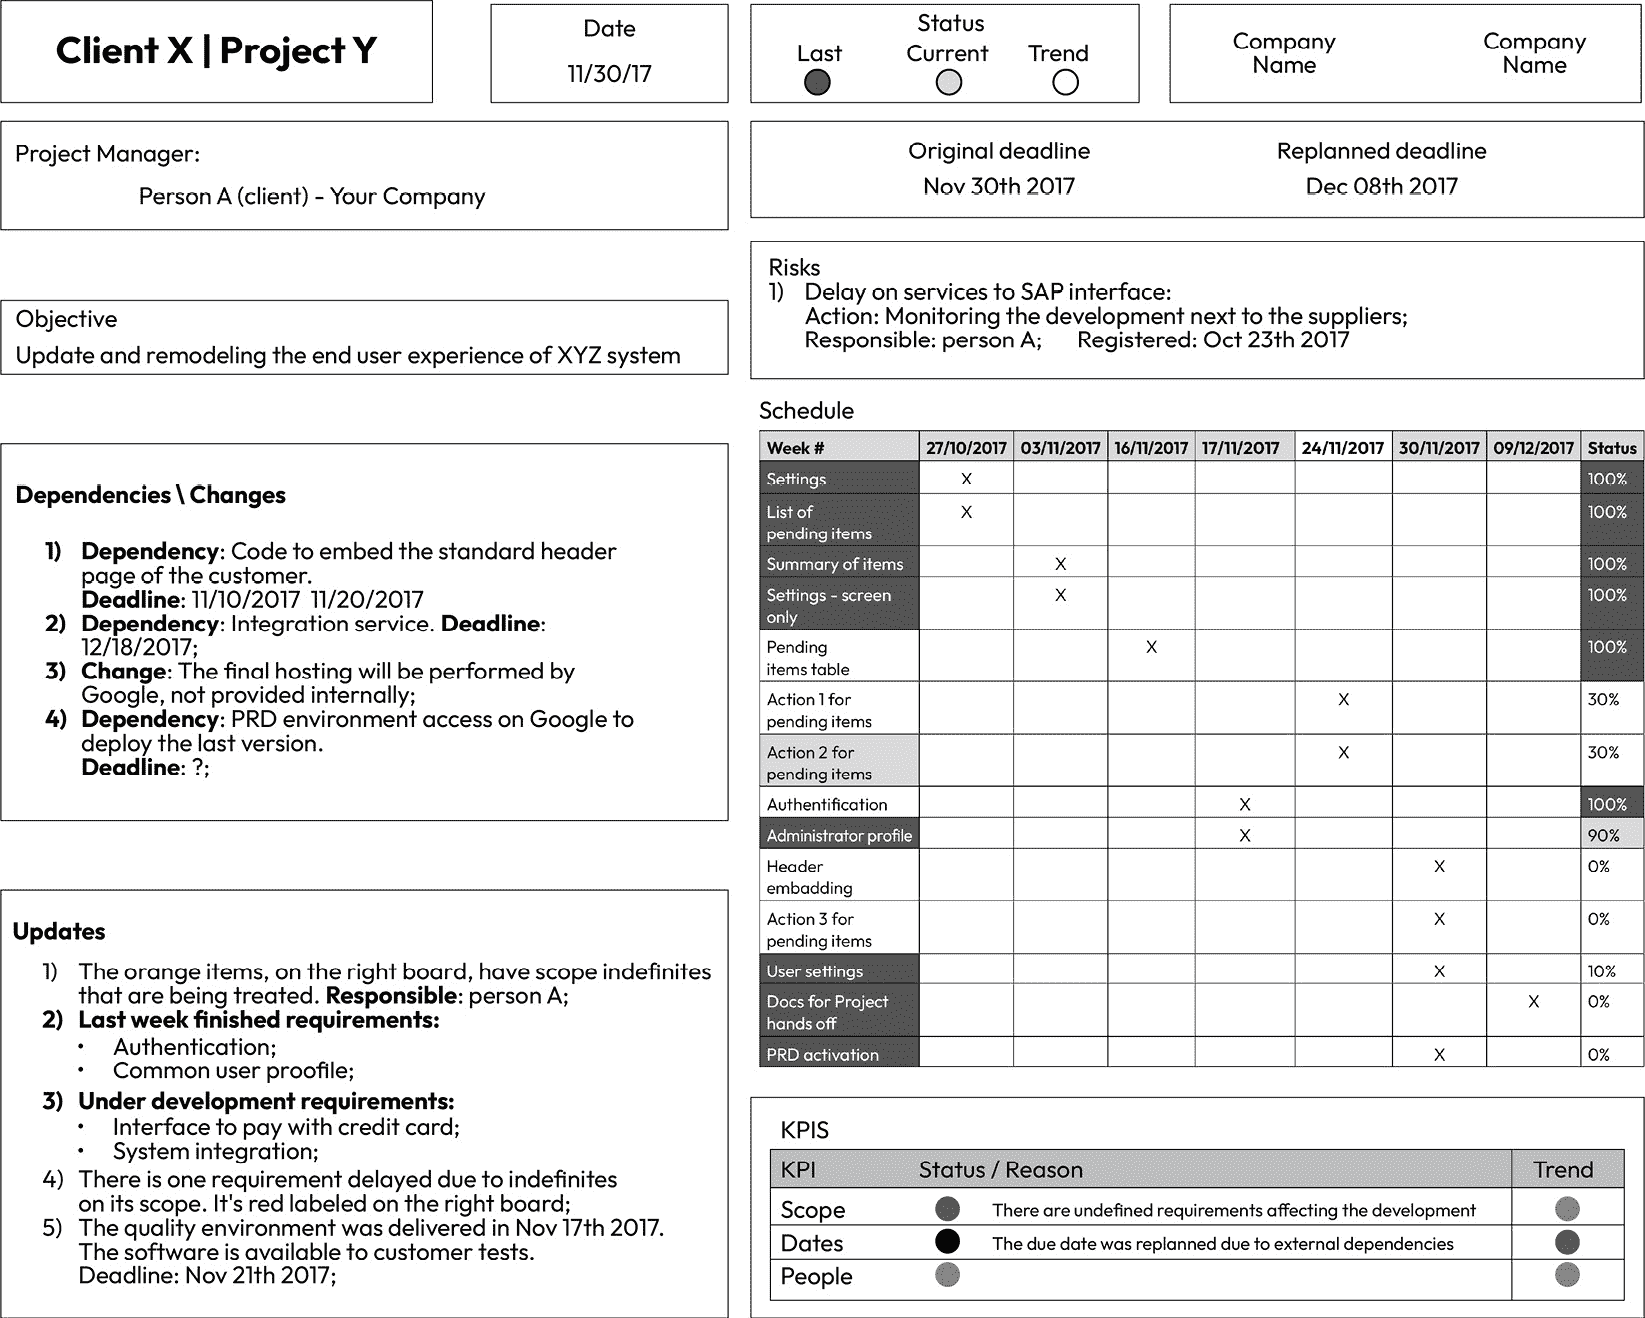 Client X | Project Y
Date
11/30/17
Status
Last Current Trend
Company
Name
Company
Name
Project Manager:
Person A (client) - Your Company
Original deadline
Nov 30th 2017
Replanned deadline
Dec 08th 2017
Objective
Update and remodeling the end user experience of XYZ system
Risks
1) Delay on services to SAP interface:
Action: Monitoring the development next to the suppliers;
Responsible: person A; Registered: Oct 23th 2017
Dependencies \ Changes
1) Dependency: Code to embed the standard header
page of the customer.
Deadline: 11/10/2017 11/20/2017
2) Dependency: Integration service. Deadline:
12/18/2017;
3) Change: The final hosting will be performed by
Google, not provided internally;
4) Dependency: PRD environment access on Google to
deploy the last version.
Deadline: ?;
Updates
1) The orange items, on the right board, have scope indefinites
that are being treated. Responsible: person A;
2) Last week finished requirements:
• Authentication;
• Common user proofile;
3) Under development requirements:
• Interface to pay with credit card;
• System integration;
4) There is one requirement delayed due to indefinites
on its scope. It's red labeled on the right board;
5) The quality environment was delivered in Nov 17th 2017.
The software is available to customer tests.
Deadline: Nov 21th 2017;
Schedule
Week # 27/10/2017 03/11/2017 16/11/2017 17/11/2017 24/11/2017 30/11/2017 09/12/2017 Status
Settings X 100%
List of X 100%
pending items
Summary of items X 100%
Settings - screen X 100%
only
Pending X 100%
items table
Action 1 for X 30%
pending items
Action 2 for X 30%
pending items
Authentification X 100%
Administrator profile X 90%
Header X 0%
embadding
Action 3 for X 0%
pending items
User settings X 10%
Docs for Project X 0%
hands off
PRD activation X 0%
KPIS
KPI Status / Reason Trend
Scope There are undefined requirements affecting the development
Dates The due date was replanned due to external dependencies
People